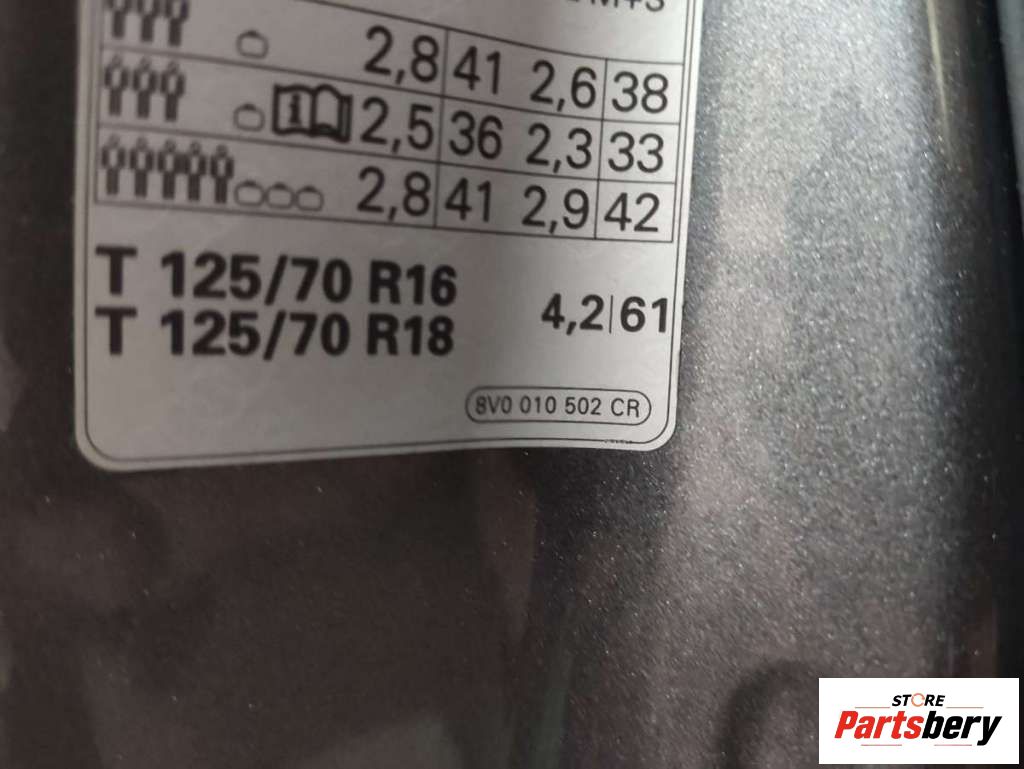 M+S
2,8 41 2,6 38
i 2,5 36 2,3 33
2,8 41 2,9 42
T 125/70 R16
T 125/70 R18
4,2|61
8V0 010 502 CR
STORE
Partsbery